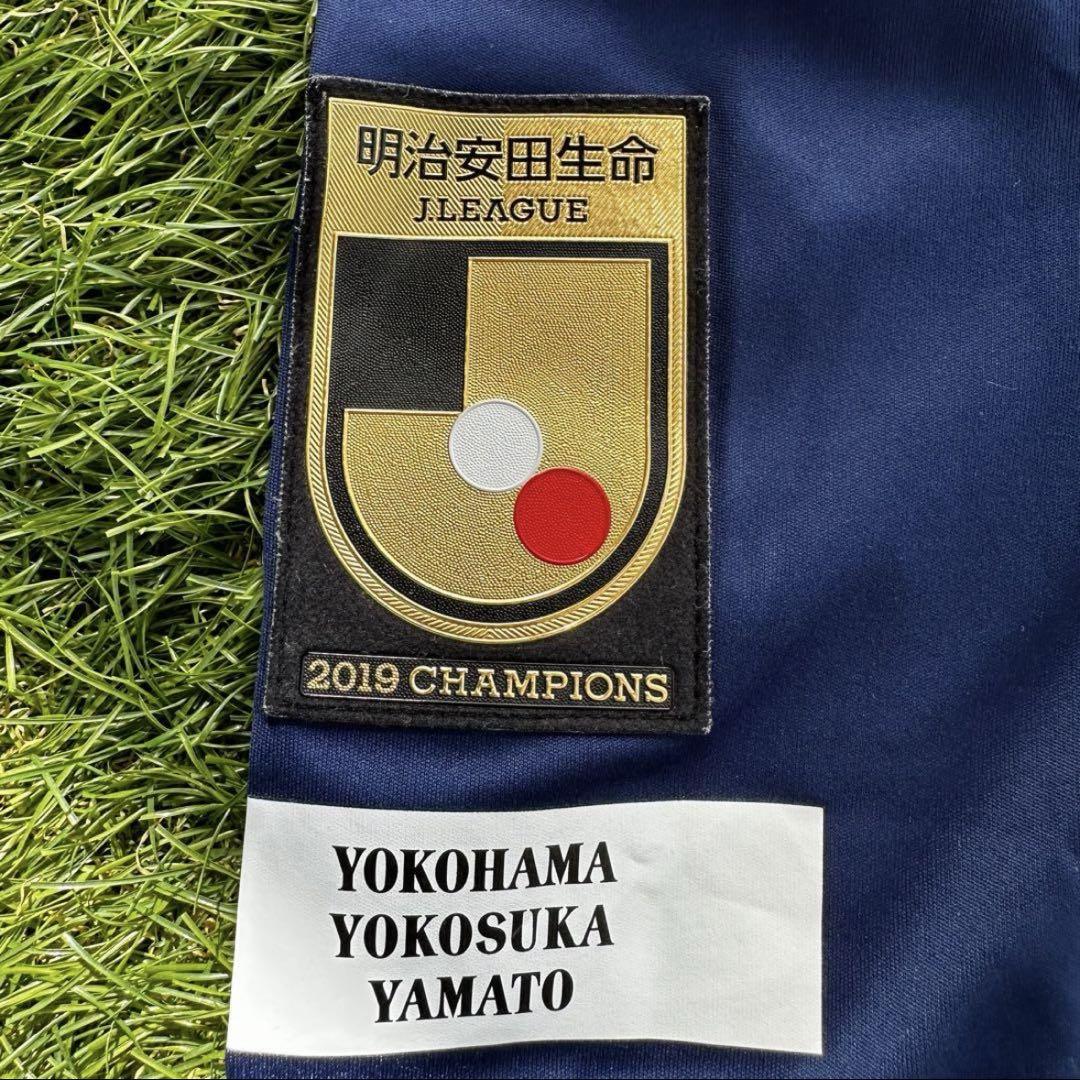 明治安田生命
J.LEAGUE
2019 CHAMPIONS
YOKOHAMA
YOKOSUKA
YAMATO